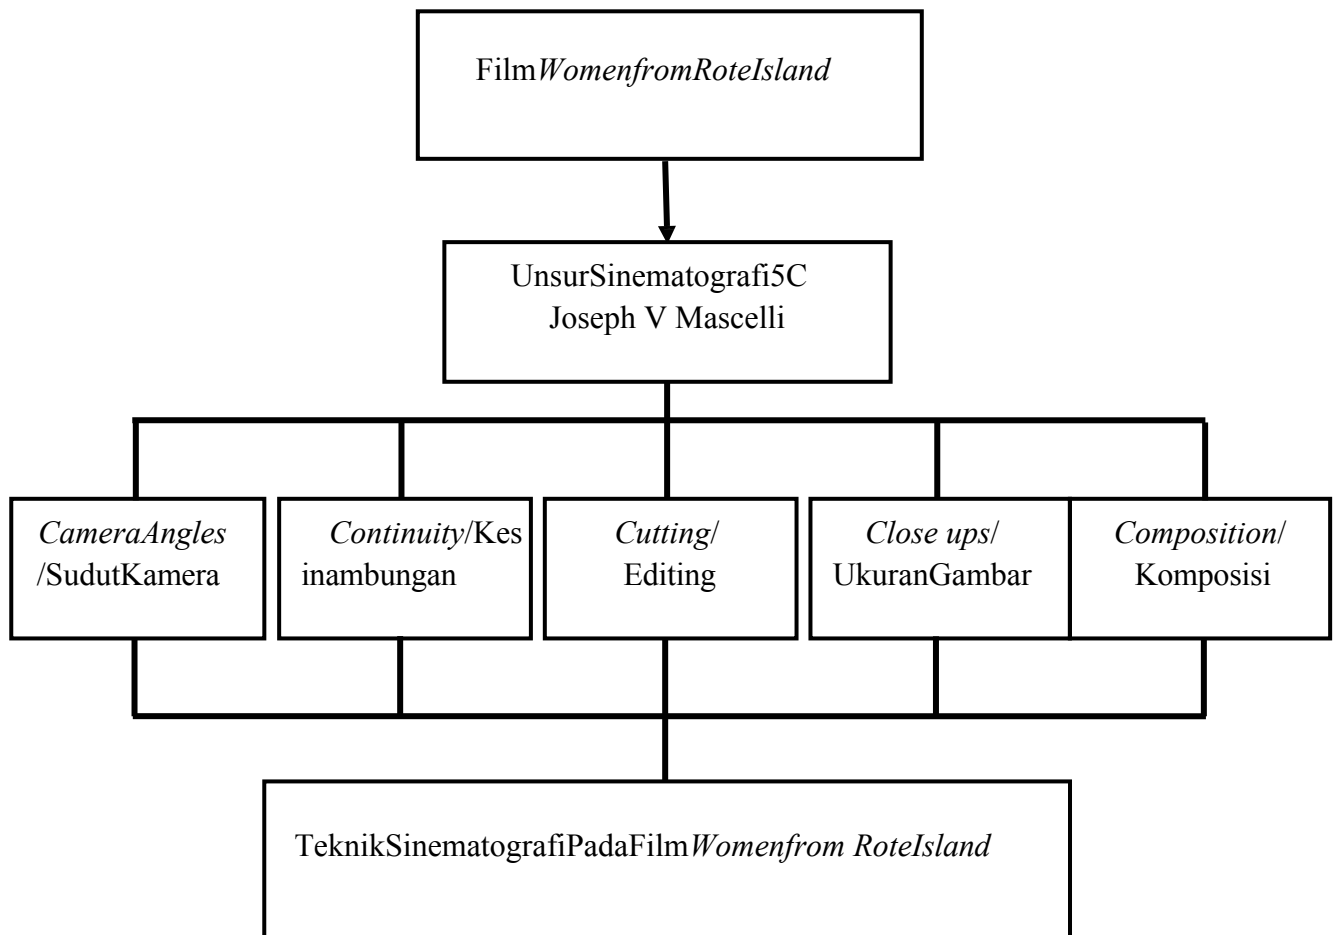 FilmWomenfromRoteIsland
UnsurSinematografi5C
Joseph V Mascelli
CameraAngles
/SudutKamera
Continuity/Kes
inambungan
Cutting/
Editing
Close ups/
UkuranGambar
Composition/
Komposisi
TeknikSinematografiPadaFilmWomenfrom RoteIsland